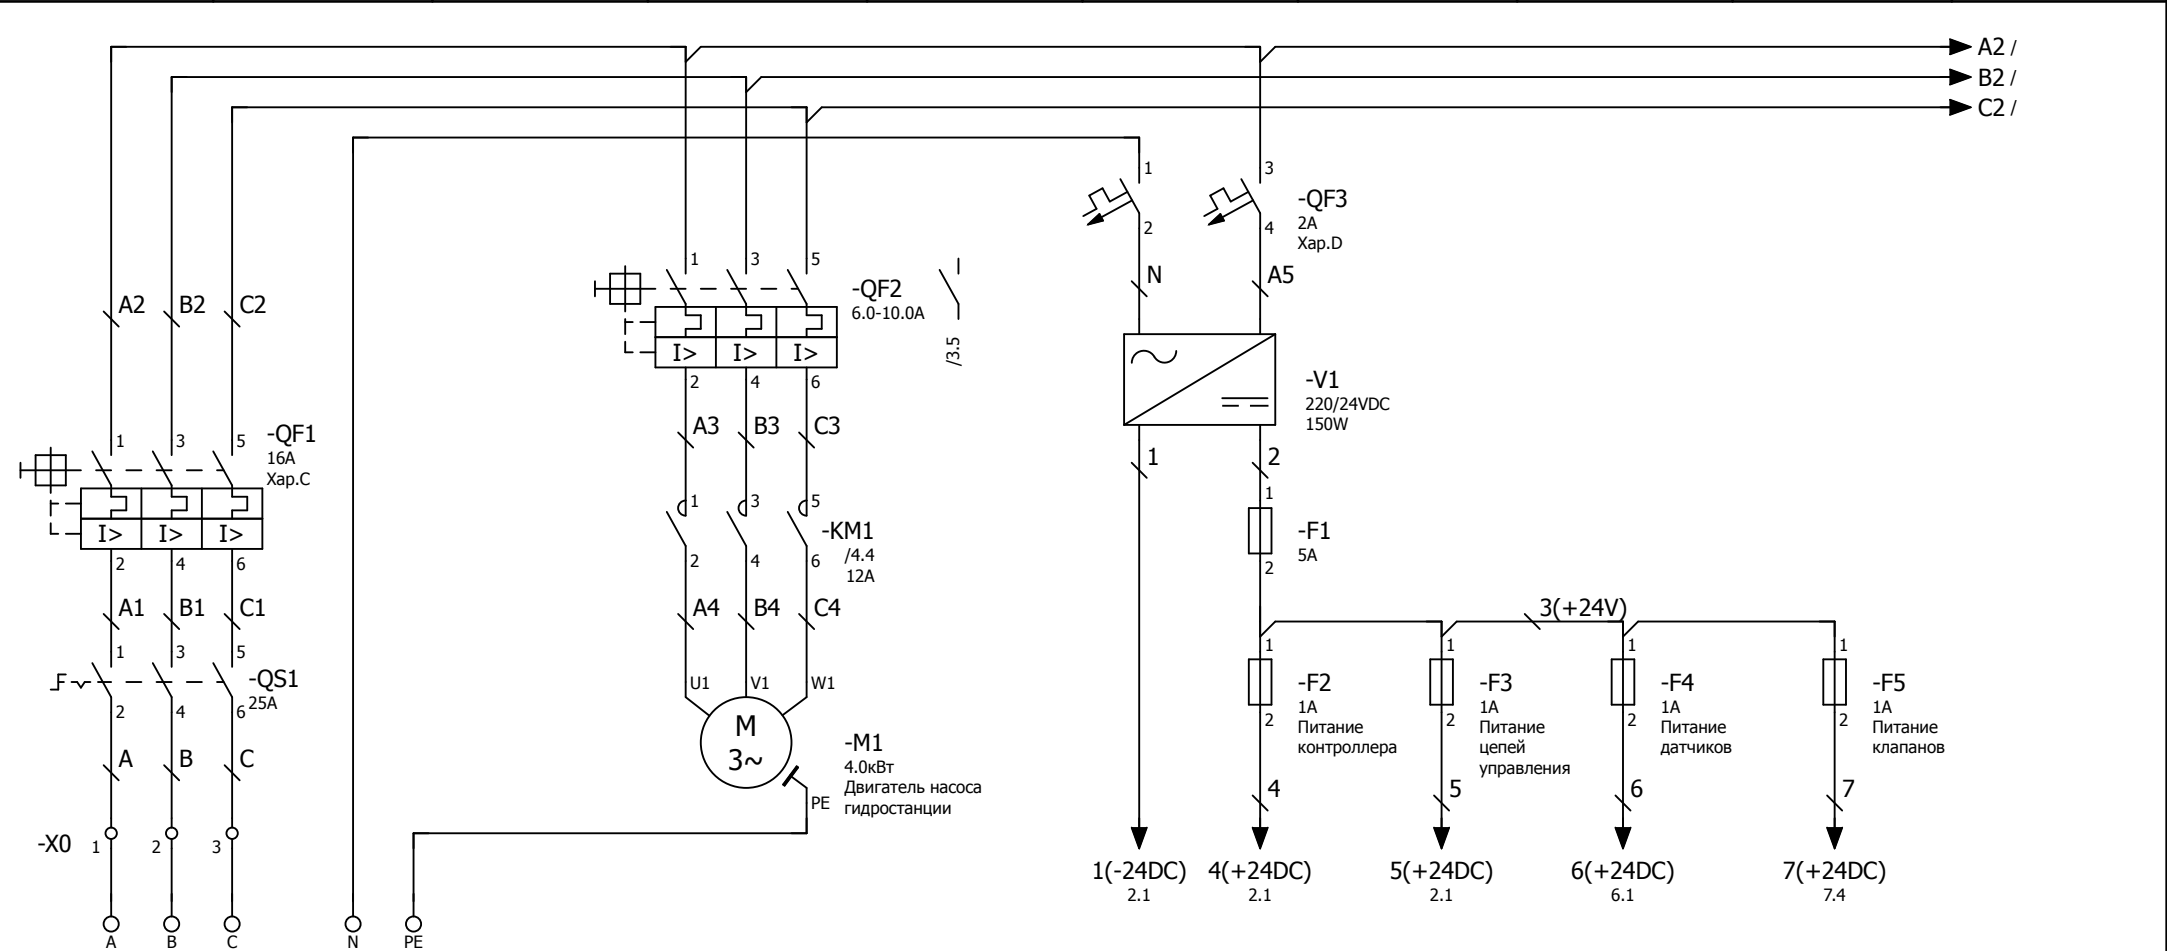 A2 /
B2 /
C2 /
1
3
-QF3
2A
Хар.D
2
4
N
A5
1
3
5
-QF2
6.0-10.0A
/3.5
I>
I>
I>
2
4
6
A2
B2
C2
-V1
220/24VDC
150W
A3
B3
C3
1
3
5
-QF1
16A
Хар.C
I>
I>
I>
2
4
6
1
2
1
-F1
5A
2
1
3
5
-KM1
/4.4
12A
2
4
6
A1
B1
C1
A4
B4
C4
3(+24V)
1
3
5
-QS1
25A
2
4
6
U1
V1
W1
M
3~
-M1
4.0кВт
Двигатель насоса
гидростанции
PE
1
-F2
1A
Питание
контроллера
2
1
-F3
1A
Питание
цепей
управления
2
1
-F4
1A
Питание
датчиков
2
1
-F5
1A
Питание
клапанов
2
A
B
C
4
5
6
7
-X0
1
2
3
1(-24DC)
2.1
4(+24DC)
2.1
5(+24DC)
2.1
6(+24DC)
6.1
7(+24DC)
7.4
A
B
C
N
PE